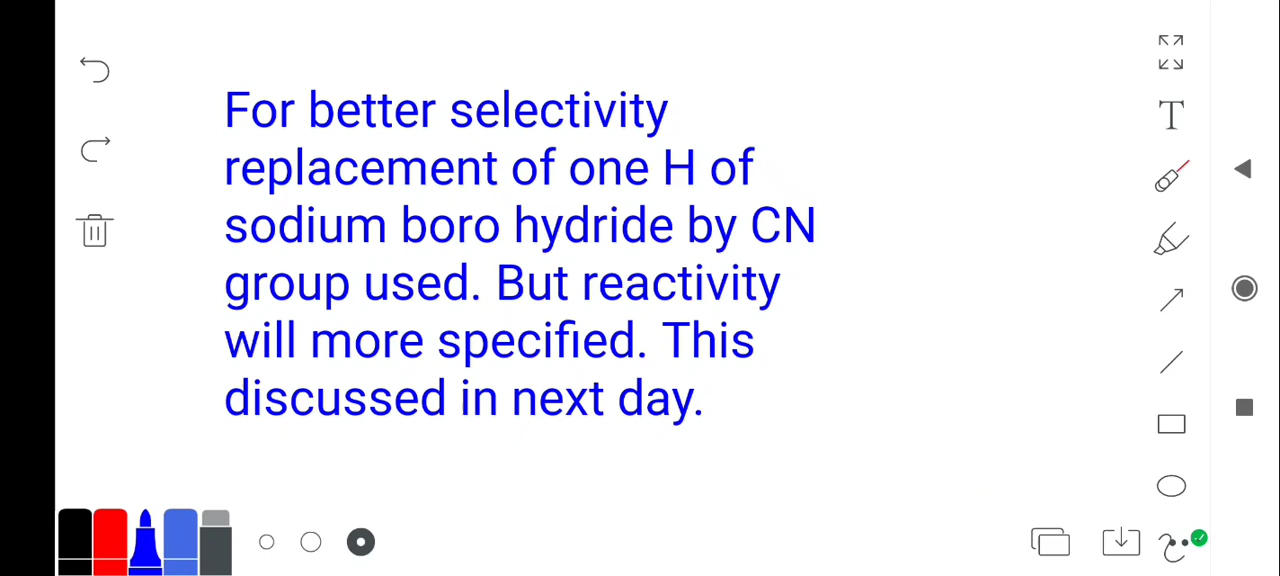 For better selectivity
replacement of one H of
sodium boro hydride by CN
group used. But reactivity
will more specified. This
discussed in next day.
T